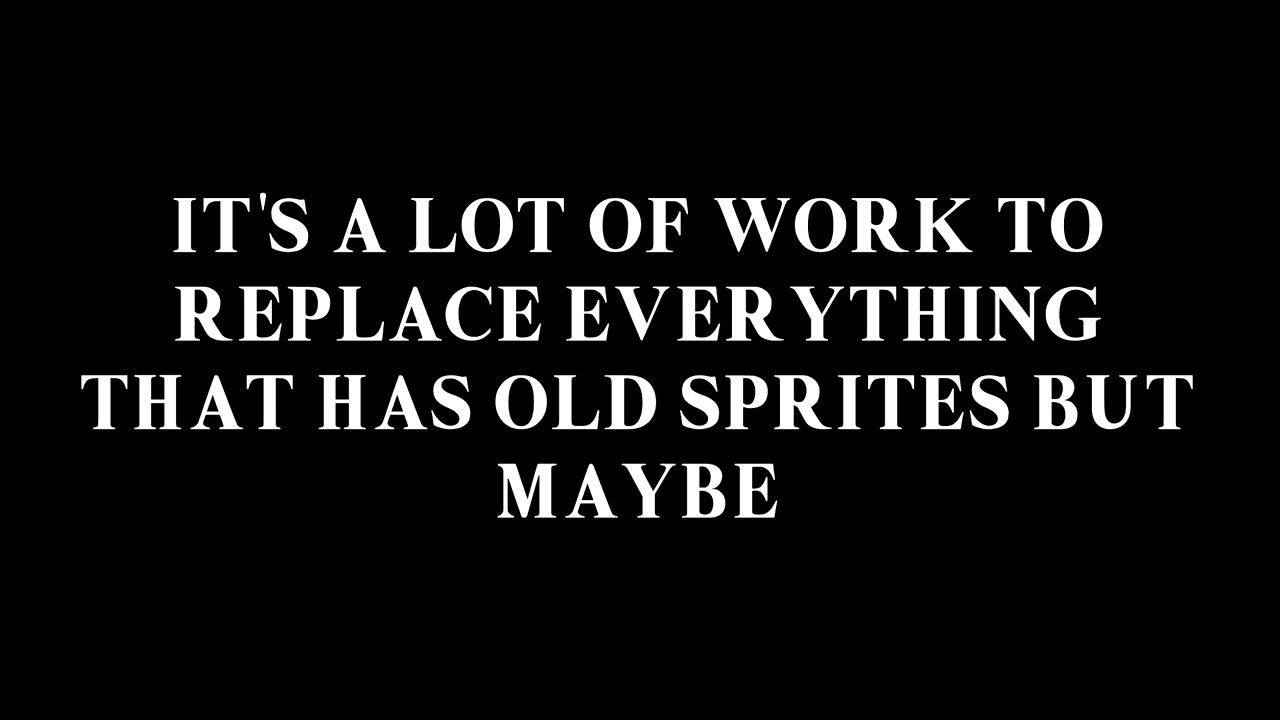 IT'S A LOT OF WORK TO
REPLACE EVERYTHING
THAT HAS OLD SPRITES BUT
MAYBE